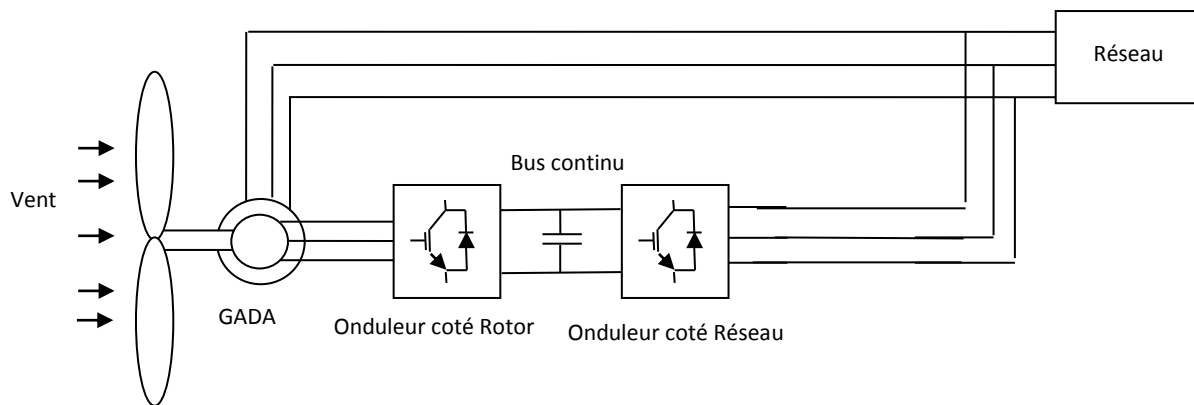 Réseau
Bus continu
Vent
GADA
Onduleur coté Rotor
Onduleur coté Réseau